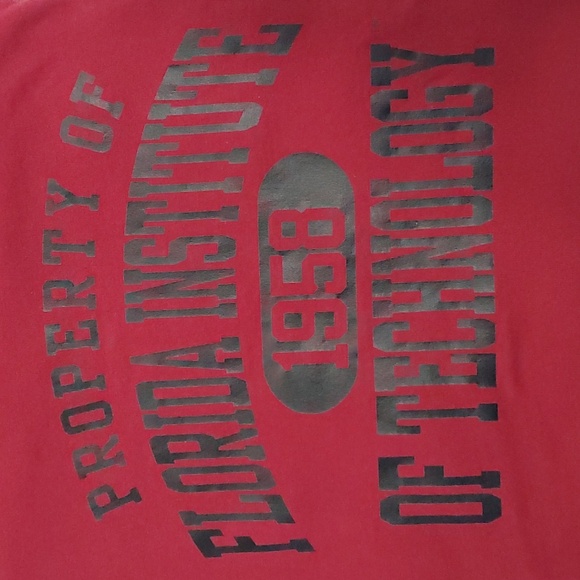 PROPERTY OF
FLORIDA INSTITUTE
1958
OF TECHNOLOGY